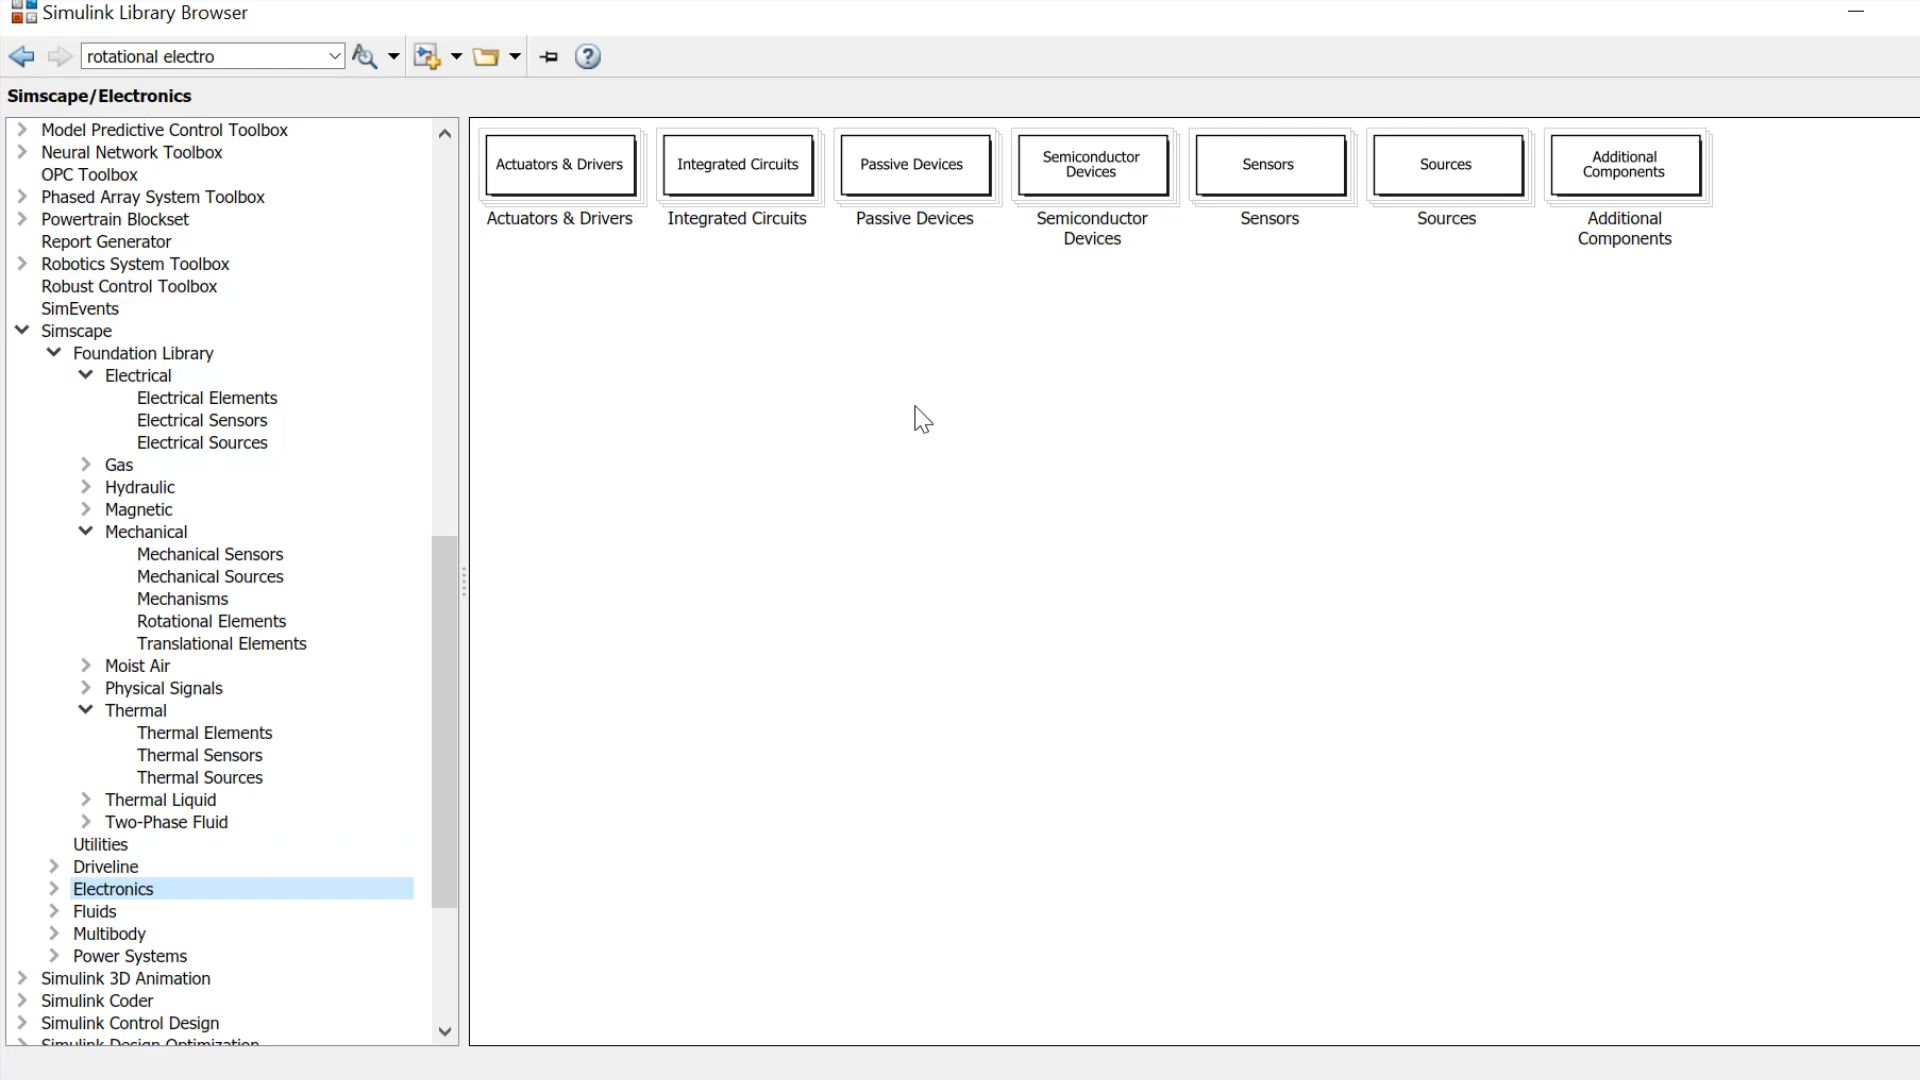 Simulink Library Browser
rotational electro
Simscape/Electronics
Model Predictive Control Toolbox
Neural Network Toolbox
OPC Toolbox
Phased Array System Toolbox
Powertrain Blockset
Report Generator
Robotics System Toolbox
Robust Control Toolbox
SimEvents
Simscape
Foundation Library
Electrical
Electrical Elements
Electrical Sensors
Electrical Sources
Gas
Hydraulic
Magnetic
Mechanical
Mechanical Sensors
Mechanical Sources
Mechanisms
Rotational Elements
Translational Elements
Moist Air
Physical Signals
Thermal
Thermal Elements
Thermal Sensors
Thermal Sources
Thermal Liquid
Two-Phase Fluid
Utilities
Driveline
Electronics
Fluids
Multibody
Power Systems
Simulink 3D Animation
Simulink Coder
Simulink Control Design
Simulink Design Optimization
Actuators & Drivers
Actuators & Drivers
Integrated Circuits
Integrated Circuits
Passive Devices
Passive Devices
Semiconductor
Devices
Semiconductor
Devices
Sensors
Sensors
Sources
Sources
Additional
Components
Additional
Components